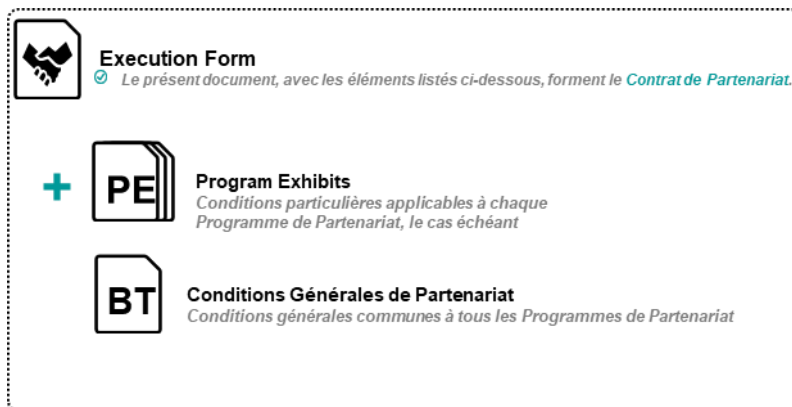 Execution Form
Le présent document, avec les éléments listés ci-dessous, forment le Contrat de Partenariat.
PE
Program Exhibits
Conditions particulières applicables à chaque
Programme de Partenariat, le cas échéant
BT
Conditions Générales de Partenariat
Conditions générales communes à tous les Programmes de Partenariat